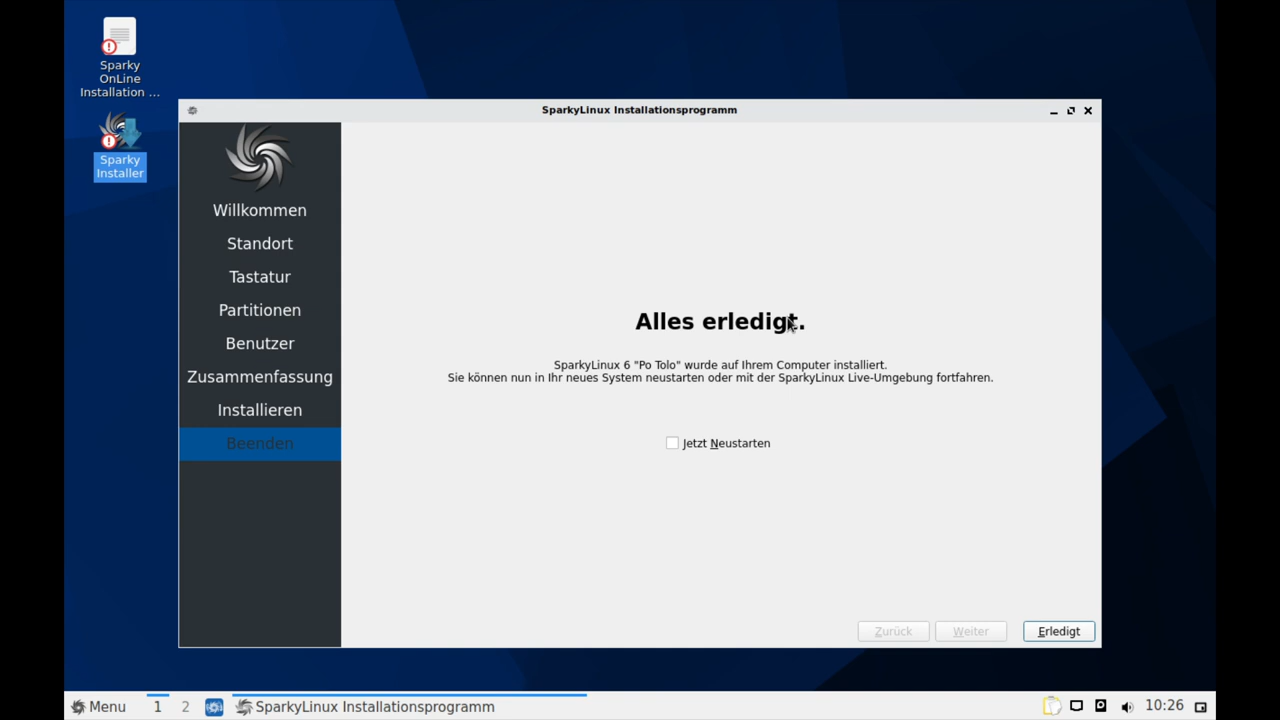 Sparky
OnLine
Installation ...
Sparky
Installer
SparkyLinux Installationsprogramm
Willkommen
Standort
Tastatur
Partitionen
Benutzer
Zusammenfassung
Installieren
Beenden
Alles erledigt.
SparkyLinux 6 "Po Tolo" wurde auf Ihrem Computer installiert.
Sie können nun in Ihr neues System neustarten oder mit der SparkyLinux Live-Umgebung fortfahren.
Jetzt Neustarten
Zurück Weiter Erledigt
Menu 1 2 SparkyLinux Installationsprogramm 10:26